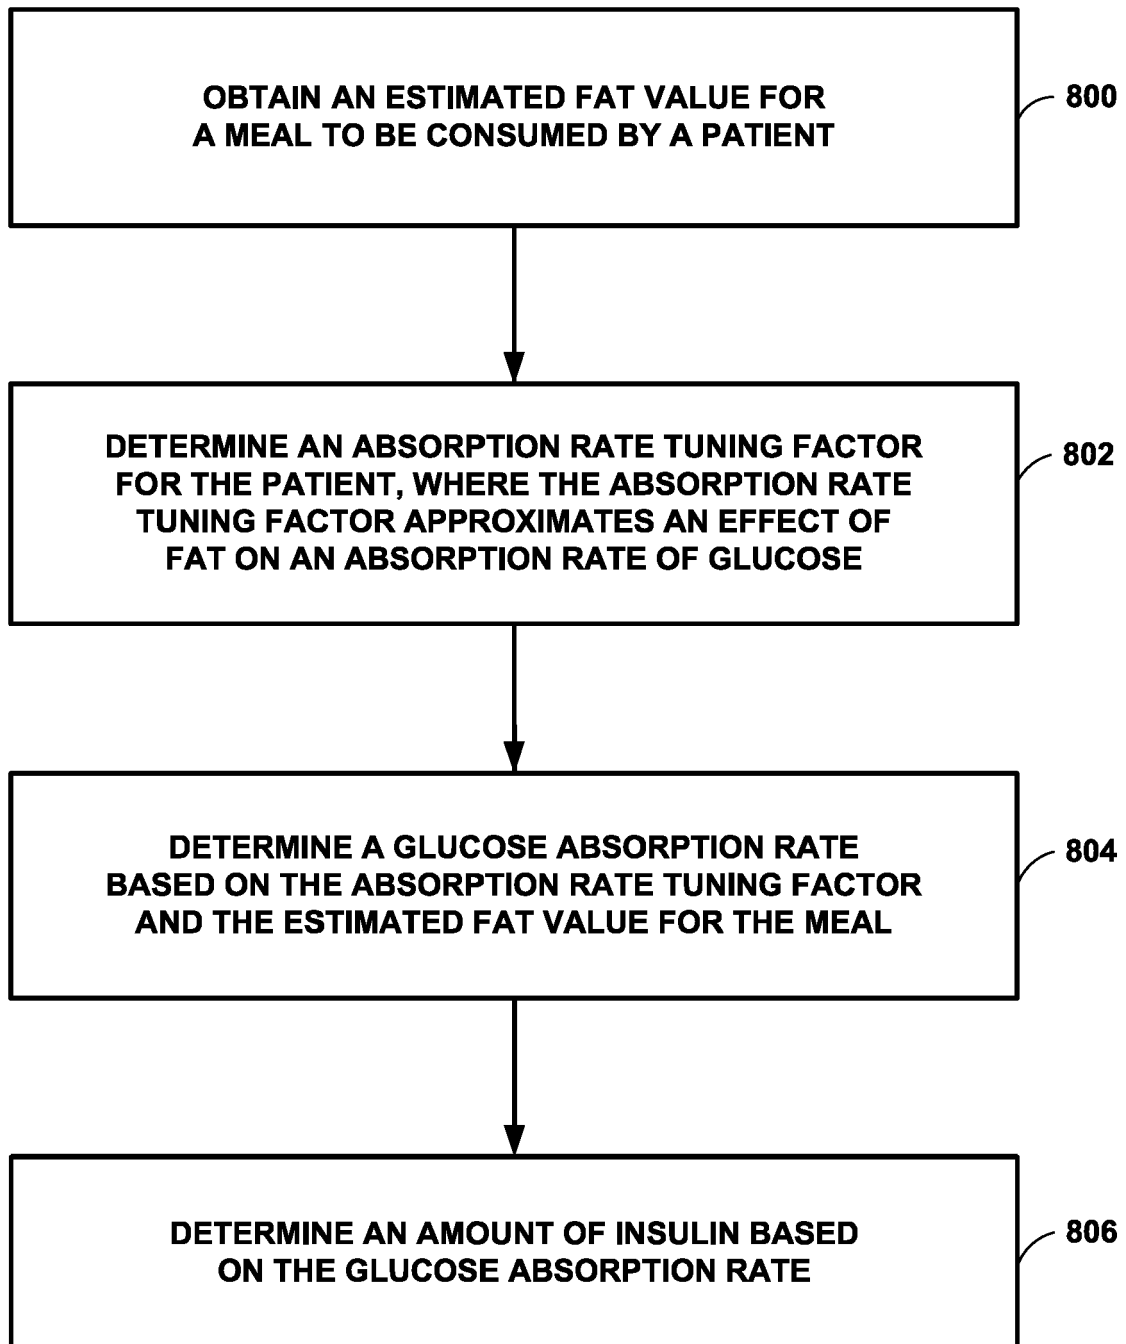 OBTAIN AN ESTIMATED FAT VALUE FOR
A MEAL TO BE CONSUMED BY A PATIENT
800
DETERMINE AN ABSORPTION RATE TUNING FACTOR
FOR THE PATIENT, WHERE THE ABSORPTION RATE
TUNING FACTOR APPROXIMATES AN EFFECT OF
FAT ON AN ABSORPTION RATE OF GLUCOSE
802
DETERMINE A GLUCOSE ABSORPTION RATE
BASED ON THE ABSORPTION RATE TUNING FACTOR
AND THE ESTIMATED FAT VALUE FOR THE MEAL
804
DETERMINE AN AMOUNT OF INSULIN BASED
ON THE GLUCOSE ABSORPTION RATE
806